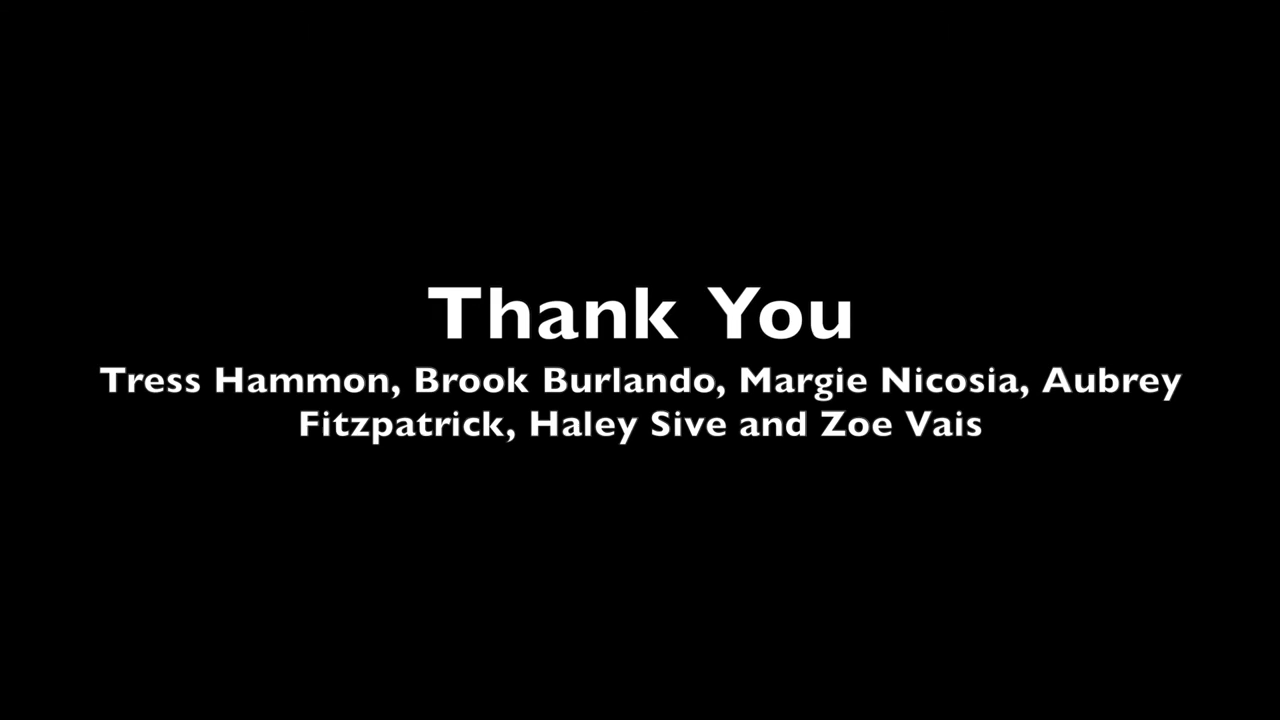 Thank You
Tress Hammon, Brook Burlando, Margie Nicosia, Aubrey
Fitzpatrick, Haley Sive and Zoe Vais